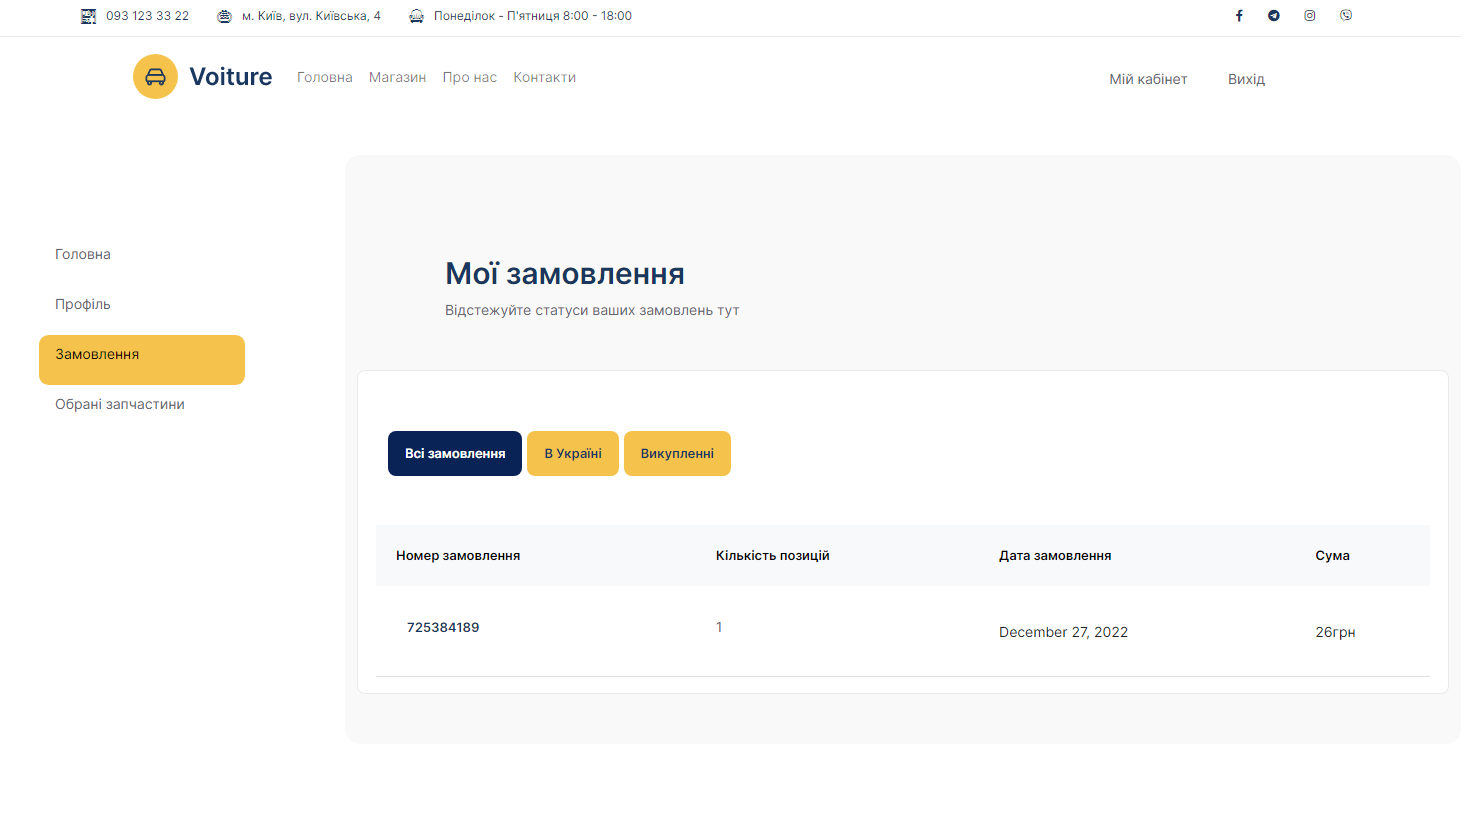 093 123 33 22
м. Київ, вул. Київська, 4
Понеділок - П'ятниця 8:00 - 18:00
Voiture
Головна
Магазин
Про нас
Контакти
Мій кабінет
Вихід
Головна
Профіль
Замовлення
Обрані запчастини
Мої замовлення
Відстежуйте статуси ваших замовлень тут
Всі замовлення
В Україні
Викупленні
Номер замовлення
Кількість позицій
Дата замовлення
Сума
725384189
1
December 27, 2022
26грн